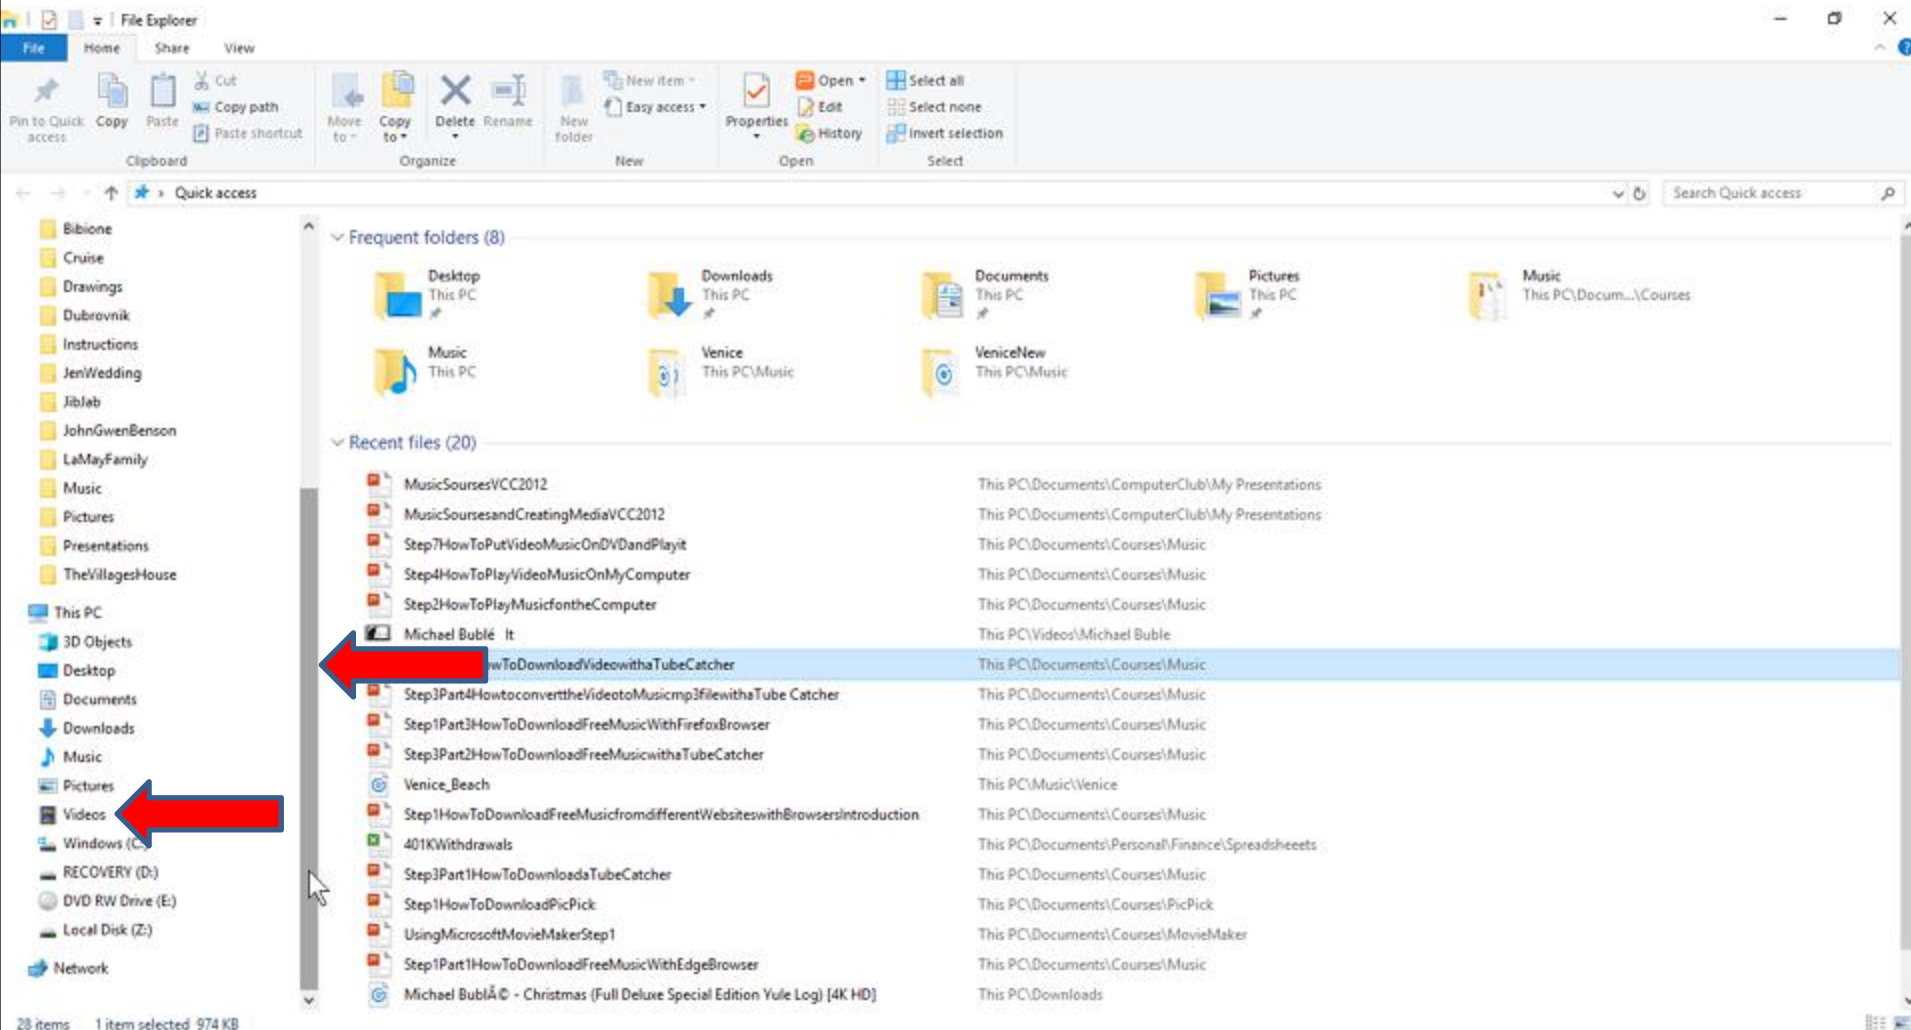 File Explorer
File Home Share View
Pin to Quick access
Copy
Paste
Cut
Copy path
Paste shortcut
Clipboard
Move to
Copy to
Delete
Rename
Organize
New folder
New item
Easy access
New
Properties
Open
Edit
History
Open
Select all
Select none
Invert selection
Select
Quick access
Search Quick access
Bibione
Cruise
Drawings
Dubrovnik
Instructions
JenWedding
JibJab
JohnGwenBenson
LaMayFamily
Music
Pictures
Presentations
TheVillagesHouse
This PC
3D Objects
Desktop
Documents
Downloads
Music
Pictures
Videos
Windows (C:)
RECOVERY (D:)
DVD RW Drive (E:)
Local Disk (Z:)
Network
Frequent folders (8)
Desktop
This PC
Downloads
This PC
Documents
This PC
Pictures
This PC
Music
This PC\Docum...\Courses
Music
This PC
Venice
This PC\Music
VeniceNew
This PC\Music
Recent files (20)
MusicSoursesVCC2012 This PC\Documents\ComputerClub\My Presentations
MusicSoursesandCreatingMediaVCC2012 This PC\Documents\ComputerClub\My Presentations
Step7HowToPutVideoMusicOnDVDandPlayit This PC\Documents\Courses\Music
Step4HowToPlayVideoMusicOnMyComputer This PC\Documents\Courses\Music
Step2HowToPlayMusicfontheComputer This PC\Documents\Courses\Music
Michael Bublé It This PC\Videos\Michael Buble
wToDownloadVideowithaTubeCatcher This PC\Documents\Courses\Music
Step3Part4HowtoconverttheVideotoMusicmp3filewithaTube Catcher This PC\Documents\Courses\Music
Step1Part3HowToDownloadFreeMusicWithFirefoxBrowser This PC\Documents\Courses\Music
Step3Part2HowToDownloadFreeMusicwithaTubeCatcher This PC\Documents\Courses\Music
Venice_Beach This PC\Music\Venice
Step1HowToDownloadFreeMusicfromdifferentWebsiteswithBrowsersIntroduction This PC\Documents\Courses\Music
401KWithdrawals This PC\Documents\Personal\Finance\Spreadsheeets
Step3Part1HowToDownloadaTubeCatcher This PC\Documents\Courses\Music
Step1HowToDownloadPicPick This PC\Documents\Courses\PicPick
UsingMicrosoftMovieMakerStep1 This PC\Documents\Courses\MovieMaker
Step1Part1HowToDownloadFreeMusicWithEdgeBrowser This PC\Documents\Courses\Music
Michael BublÃ© - Christmas (Full Deluxe Special Edition Yule Log) [4K HD] This PC\Downloads
28 items 1 item selected 974 KB